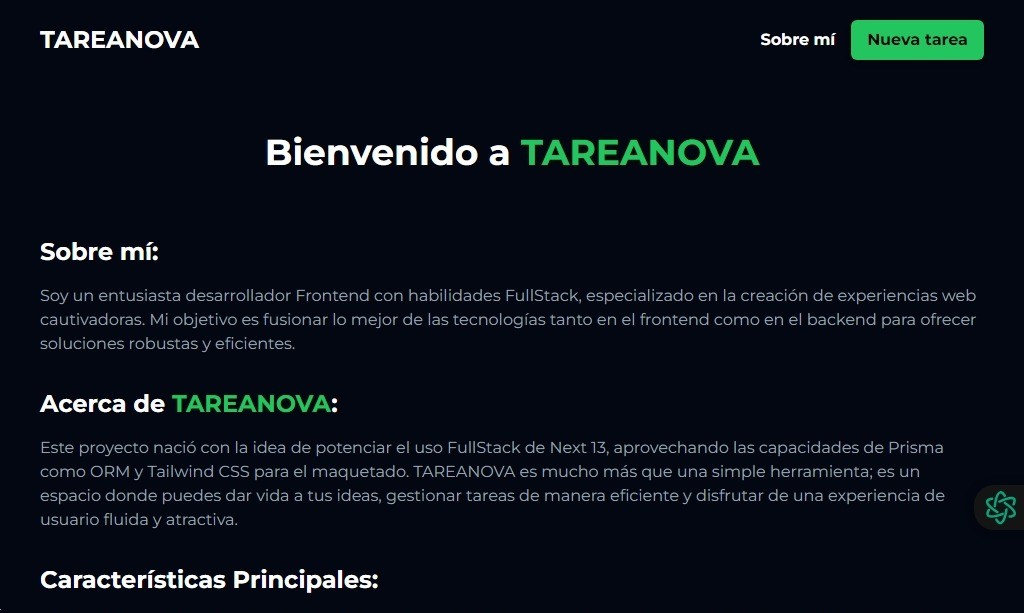 TAREANOVA
Sobre mí
Nueva tarea
Bienvenido a TAREANOVA
Sobre mí:
Soy un entusiasta desarrollador Frontend con habilidades FullStack, especializado en la creación de experiencias web
cautivadoras. Mi objetivo es fusionar lo mejor de las tecnologías tanto en el frontend como en el backend para ofrecer
soluciones robustas y eficientes.
Acerca de TAREANOVA:
Este proyecto nació con la idea de potenciar el uso FullStack de Next 13, aprovechando las capacidades de Prisma
como ORM y Tailwind CSS para el maquetado. TAREANOVA es mucho más que una simple herramienta; es un
espacio donde puedes dar vida a tus ideas, gestionar tareas de manera eficiente y disfrutar de una experiencia de
usuario fluida y atractiva.
Características Principales: